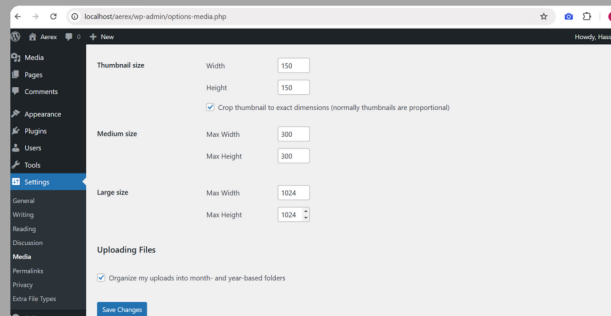 localhost/aerex/wp-admin/options-media.php
Aerex 0 + New Howdy, Hass
Media
Pages
Comments
Appearance
Plugins
Users
Tools
Settings
General
Writing
Reading
Discussion
Media
Permalinks
Privacy
Extra File Types
Thumbnail size Width 150
Height 150
Crop thumbnail to exact dimensions (normally thumbnails are proportional)
Medium size Max Width 300
Max Height 300
Large size Max Width 1024
Max Height 1024
Uploading Files
Organize my uploads into month- and year-based folders
Save Changes